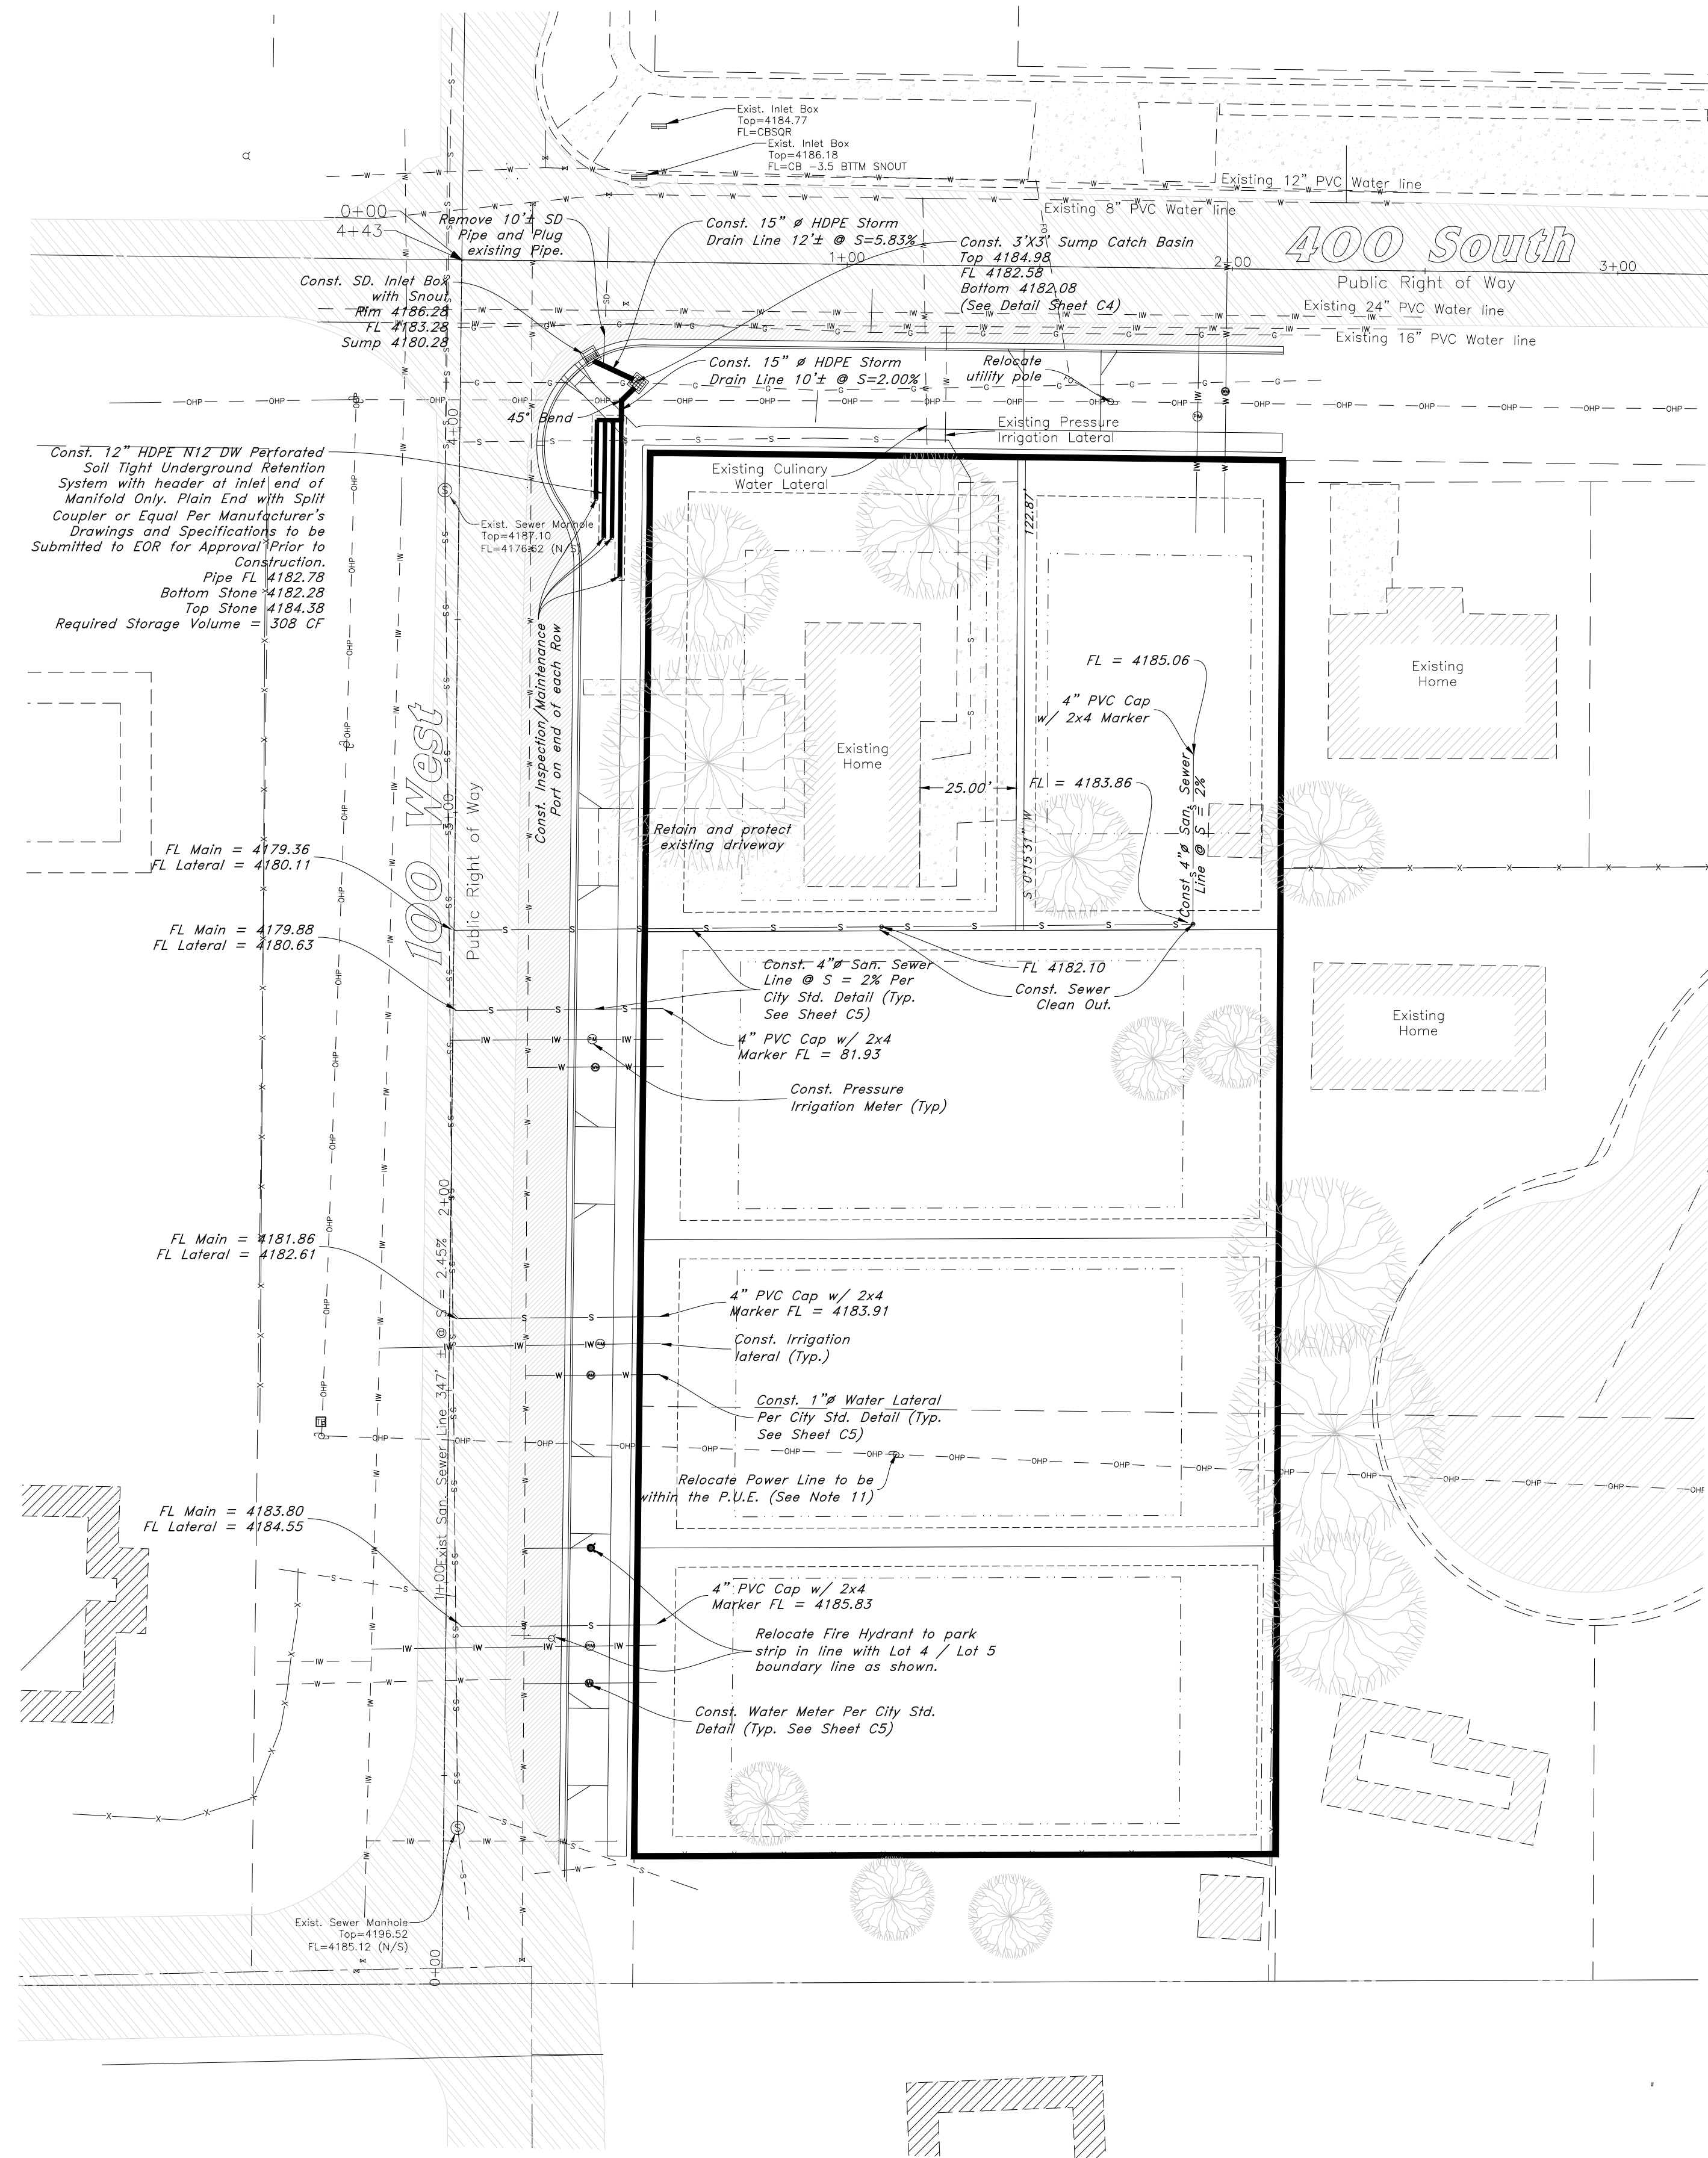 Exist. Inlet Box
Top=4184.77
FL=CBSQR
Exist. Inlet Box
Top=4186.18
FL=CB -3.5 BTTM SNOUT
Existing 12" PVC Water line
Existing 8" PVC Water line
0+00
4+43
Remove 10'± SD
Pipe and Plug
existing Pipe.
Const. 15" ø HDPE Storm
Drain Line 12'± @ S=5.83%
1+00
Const. 3'X3' Sump Catch Basin
Top 4184.98
FL 4182.58
Bottom 4182.08
(See Detail Sheet C4)
400 South
2+00
3+00
Public Right of Way
Existing 24" PVC Water line
Existing 16" PVC Water line
Const. SD. Inlet Box
with Snout
Rim 4186.28
FL 4183.28
Sump 4180.28
Const. 15" ø HDPE Storm
Drain Line 10'± @ S=2.00%
Relocate
utility pole
45° Bend
4+00
Existing Pressure
Irrigation Lateral
Existing Culinary
Water Lateral
Const. 12" HDPE N12 DW Perforated
Soil Tight Underground Retention
System with header at inlet end of
Manifold Only. Plain End with Split
Coupler or Equal Per Manufacturer's
Drawings and Specifications to be
Submitted to EOR for Approval Prior to
Construction.
Pipe FL 4182.78
Bottom Stone 4182.28
Top Stone 4184.38
Required Storage Volume = 308 CF
Exist. Sewer Manhole
Top=4187.10
FL=4176.62 (N/S)
122.87'
Const. Inspection/Maintenance
Port on end of each Row
FL = 4185.06
4" PVC Cap
w/ 2x4 Marker
Existing
Home
Existing
Home
25.00'
FL = 4183.86
S 0°15'31" W
Const 4"ø San. Sewer
Line @ S = 2%
Retain and protect
existing driveway
100 West
Public Right of Way
3+00
FL Main = 4179.36
FL Lateral = 4180.11
FL Main = 4179.88
FL Lateral = 4180.63
Const. 4"ø San. Sewer
Line @ S = 2% Per
City Std. Detail (Typ.
See Sheet C5)
FL 4182.10
Const. Sewer
Clean Out.
Existing
Home
4" PVC Cap w/ 2x4
Marker FL = 81.93
Const. Pressure
Irrigation Meter (Typ)
2+00
FL Main = 4181.86
FL Lateral = 4182.61
Exist San. Sewer Line 347' ± @ S = 2.45%
4" PVC Cap w/ 2x4
Marker FL = 4183.91
Const. Irrigation
lateral (Typ.)
Const. 1"ø Water Lateral
Per City Std. Detail (Typ.
See Sheet C5)
Relocate Power Line to be
within the P.U.E. (See Note 11)
FL Main = 4183.80
FL Lateral = 4184.55
1+00
4" PVC Cap w/ 2x4
Marker FL = 4185.83
Relocate Fire Hydrant to park
strip in line with Lot 4 / Lot 5
boundary line as shown.
Const. Water Meter Per City Std.
Detail (Typ. See Sheet C5)
Exist. Sewer Manhole
Top=4196.52
FL=4185.12 (N/S)
0+00